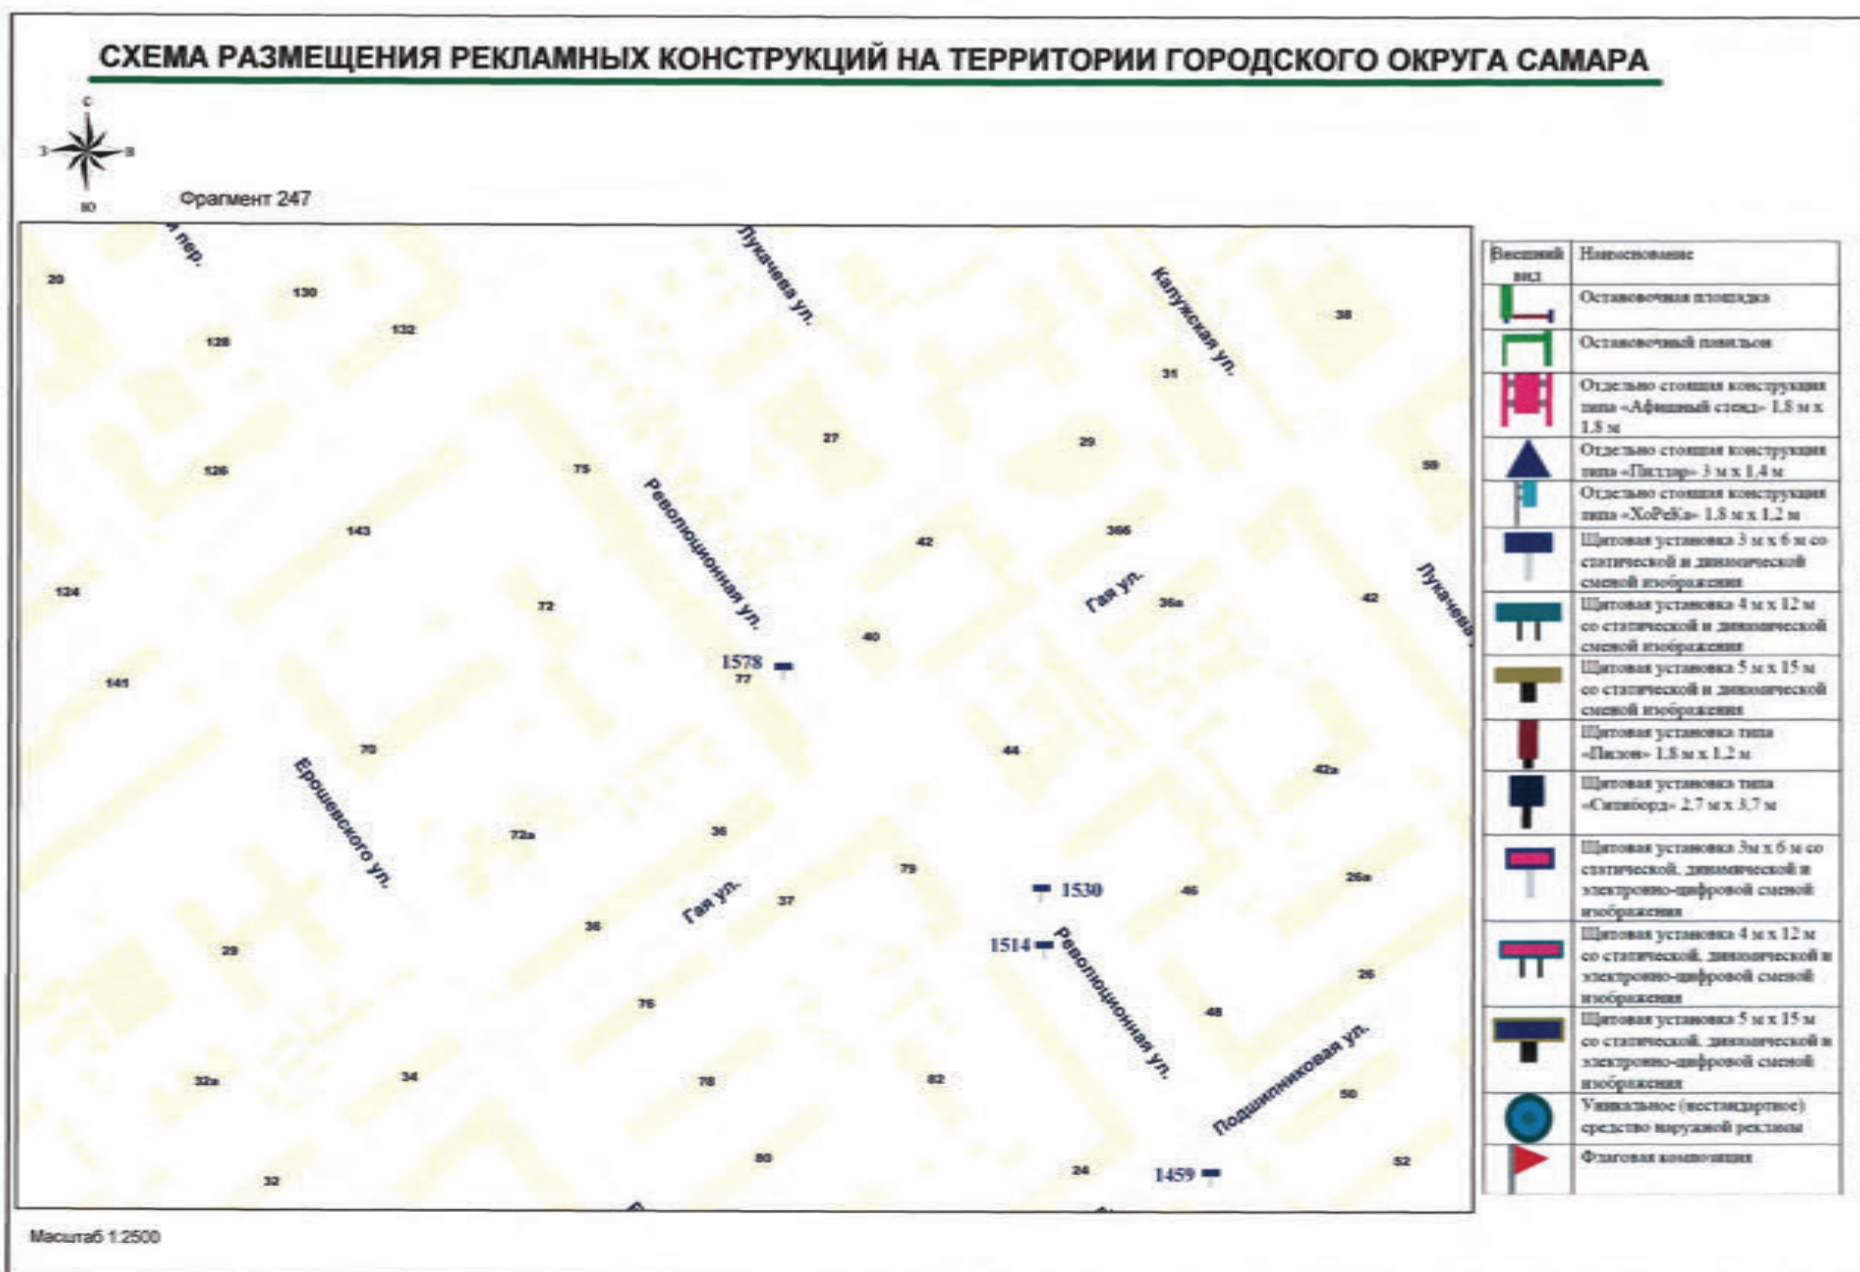 СХЕМА РАЗМЕЩЕНИЯ РЕКЛАМНЫХ КОНСТРУКЦИЙ НА ТЕРРИТОРИИ ГОРОДСКОГО ОКРУГА САМАРА
С
З В
Ю
Фрагмент 247
пер.
Лукачева ул.
Калужская ул.
20
130
38
132
128
31
27
29
126
75
59
143
Революционная ул.
42
36б
124
72
Гая ул.
36а
42
Лукачева
40
1578
77
141
70
44
42а
Ерошевского ул.
72а
36
79
26а
37
1530
46
Гая ул.
36
29
1514
Революционная ул.
26
76
48
32а
34
78
82
Подшипниковая ул.
50
80
24
1459
52
32
Масштаб 1:2500
Внешний вид
Наименование
Остановочная площадка
Остановочный павильон
Отдельно стоящая конструкция
типа «Афишный стенд» 1.8 м х
1.8 м
Отдельно стоящая конструкция
типа «Пиллар» 3 м х 1,4 м
Отдельно стоящая конструкция
типа «ХоРеКа» 1.8 м х 1,2 м
Щитовая установка 3 м х 6 м со
статической и динамической
сменой изображения
Щитовая установка 4 м х 12 м
со статической и динамической
сменой изображения
Щитовая установка 5 м х 15 м
со статической и динамической
сменой изображения
Щитовая установка типа
«Пилон» 1.8 м х 1.2 м
Щитовая установка типа
«Ситиборд» 2,7 м х 3,7 м
Щитовая установка 3м х 6 м со
статической, динамической и
электронно-цифровой сменой
изображения
Щитовая установка 4 м х 12 м
со статической, динамической и
электронно-цифровой сменой
изображения
Щитовая установка 5 м х 15 м
со статической, динамической и
электронно-цифровой сменой
изображения
Уникальное (нестандартное)
средство наружной рекламы
Флаговая композиция